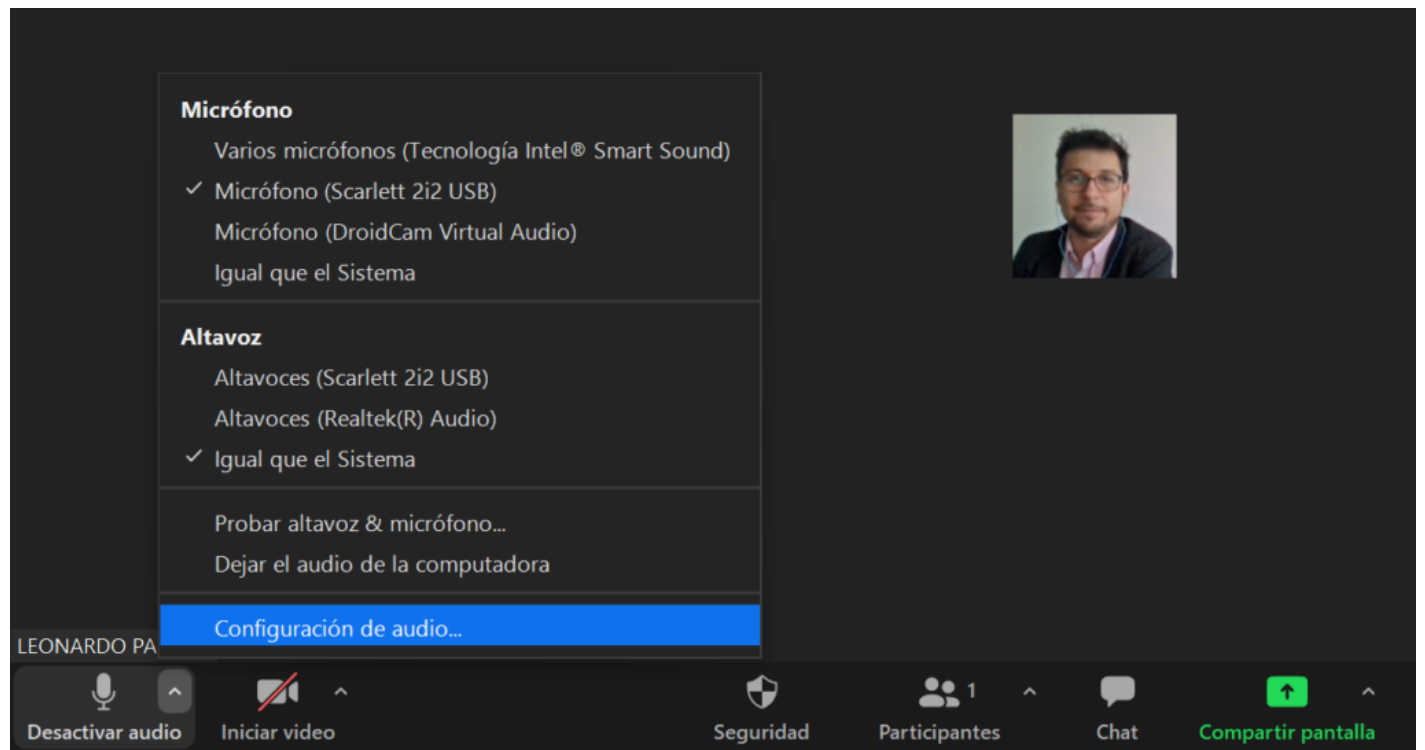 Micrófono
Varios micrófonos (Tecnología Intel® Smart Sound)
Micrófono (Scarlett 2i2 USB)
Micrófono (DroidCam Virtual Audio)
Igual que el Sistema
Altavoz
Altavoces (Scarlett 2i2 USB)
Altavoces (Realtek(R) Audio)
Igual que el Sistema
Probar altavoz & micrófono...
Dejar el audio de la computadora
Configuración de audio...
LEONARDO PA
1
Desactivar audio Iniciar video Seguridad Participantes Chat Compartir pantalla